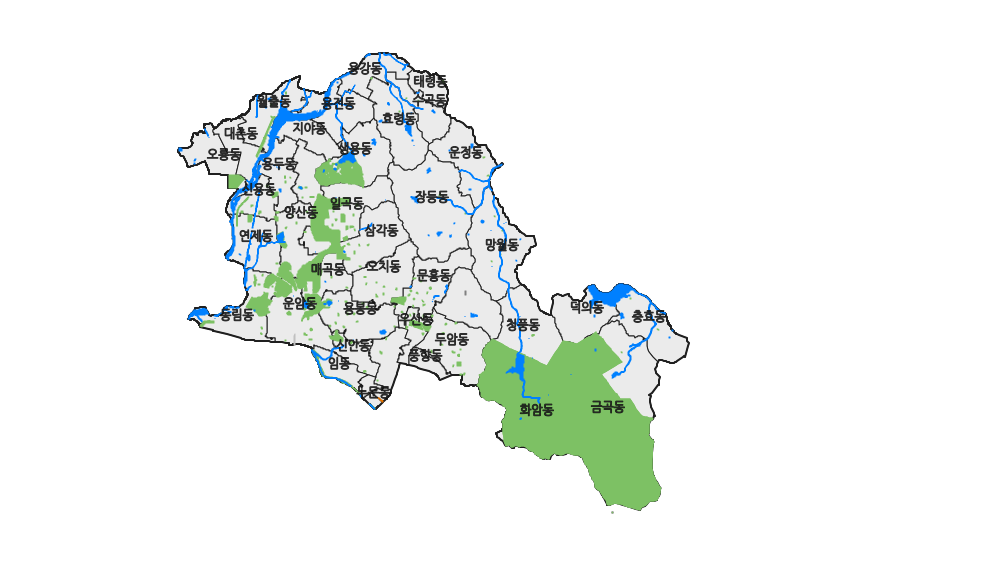 용강동
태령동
월출동
용전동
수곡동
지야동
효령동
대촌동
생용동
오룡동
용두동
운정동
신용동
일곡동
장등동
양산동
연제동
삼각동
망월동
매곡동
오치동
문흥동
운암동
용봉동
덕의동
동림동
우산동
청풍동
충효동
신안동
두암동
임동
풍향동
누문동
화암동
금곡동